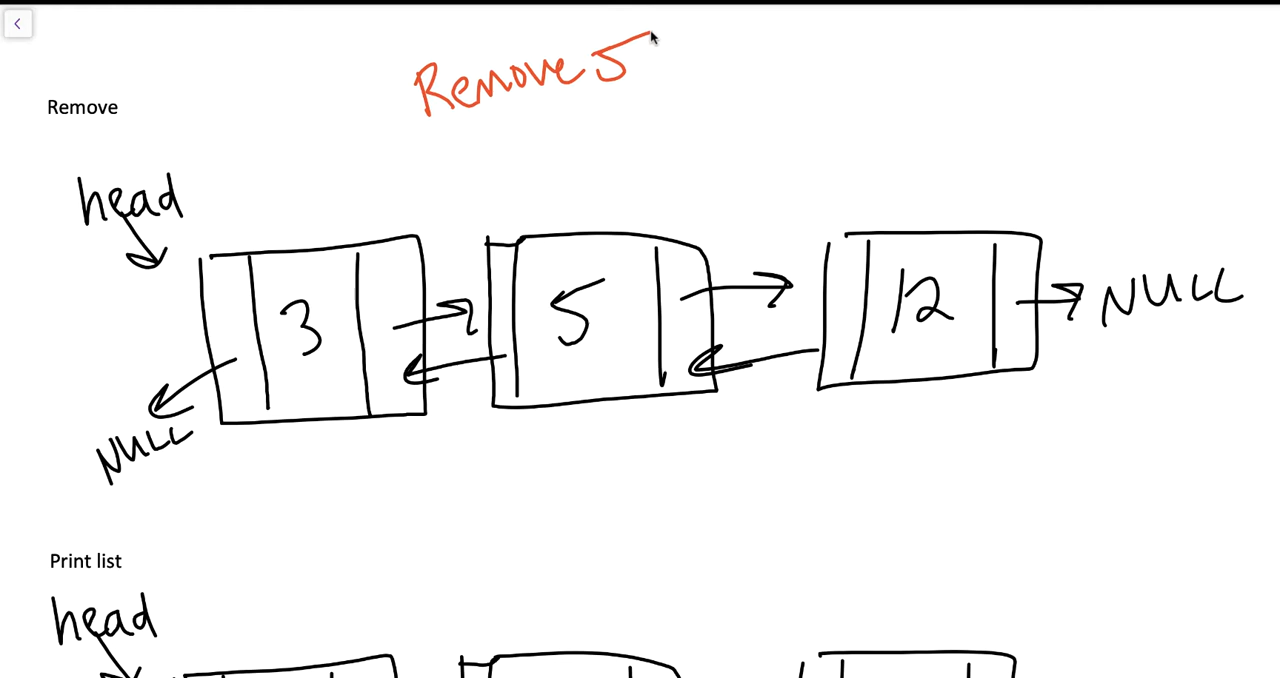 Remove 5
Remove
head
3 5 12 NULL
NULL
Print list
head